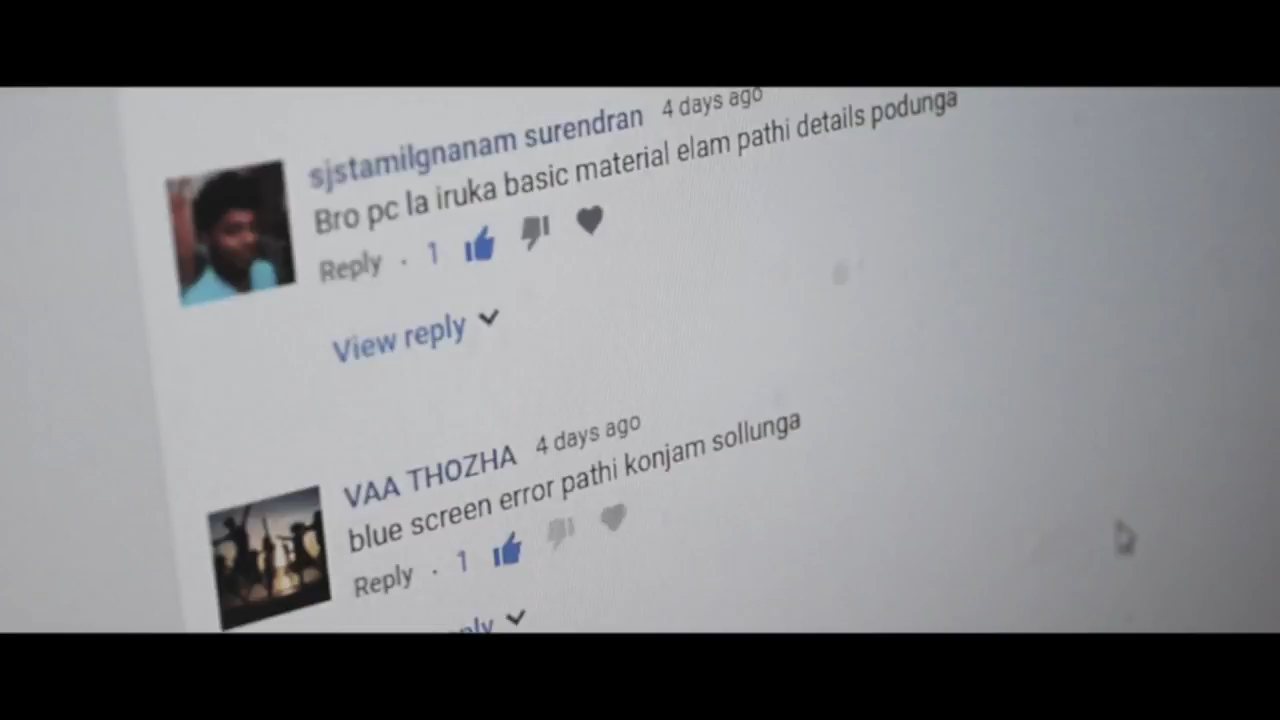 sjstamilgnanam surendran 4 days ago
Bro pc la iruka basic material elam pathi details podunga
Reply · 1
View reply
VAA THOZHA 4 days ago
blue screen error pathi konjam sollunga
Reply · 1
ply